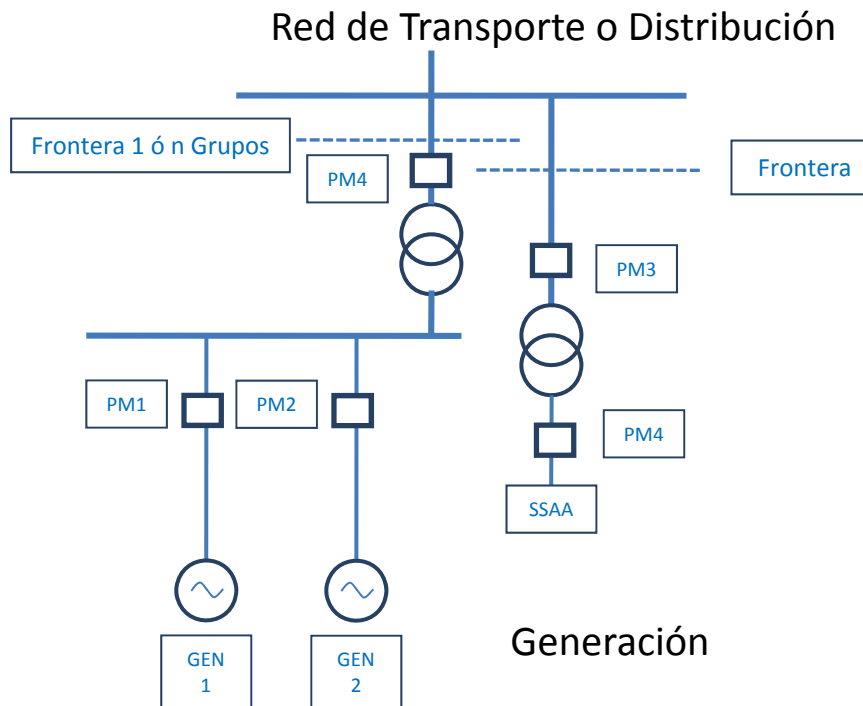 Red de Transporte o Distribución
Frontera 1 ó n Grupos
PM4
Frontera
PM3
PM1
PM2
PM4
SSAA
GEN
1
GEN
2
Generación